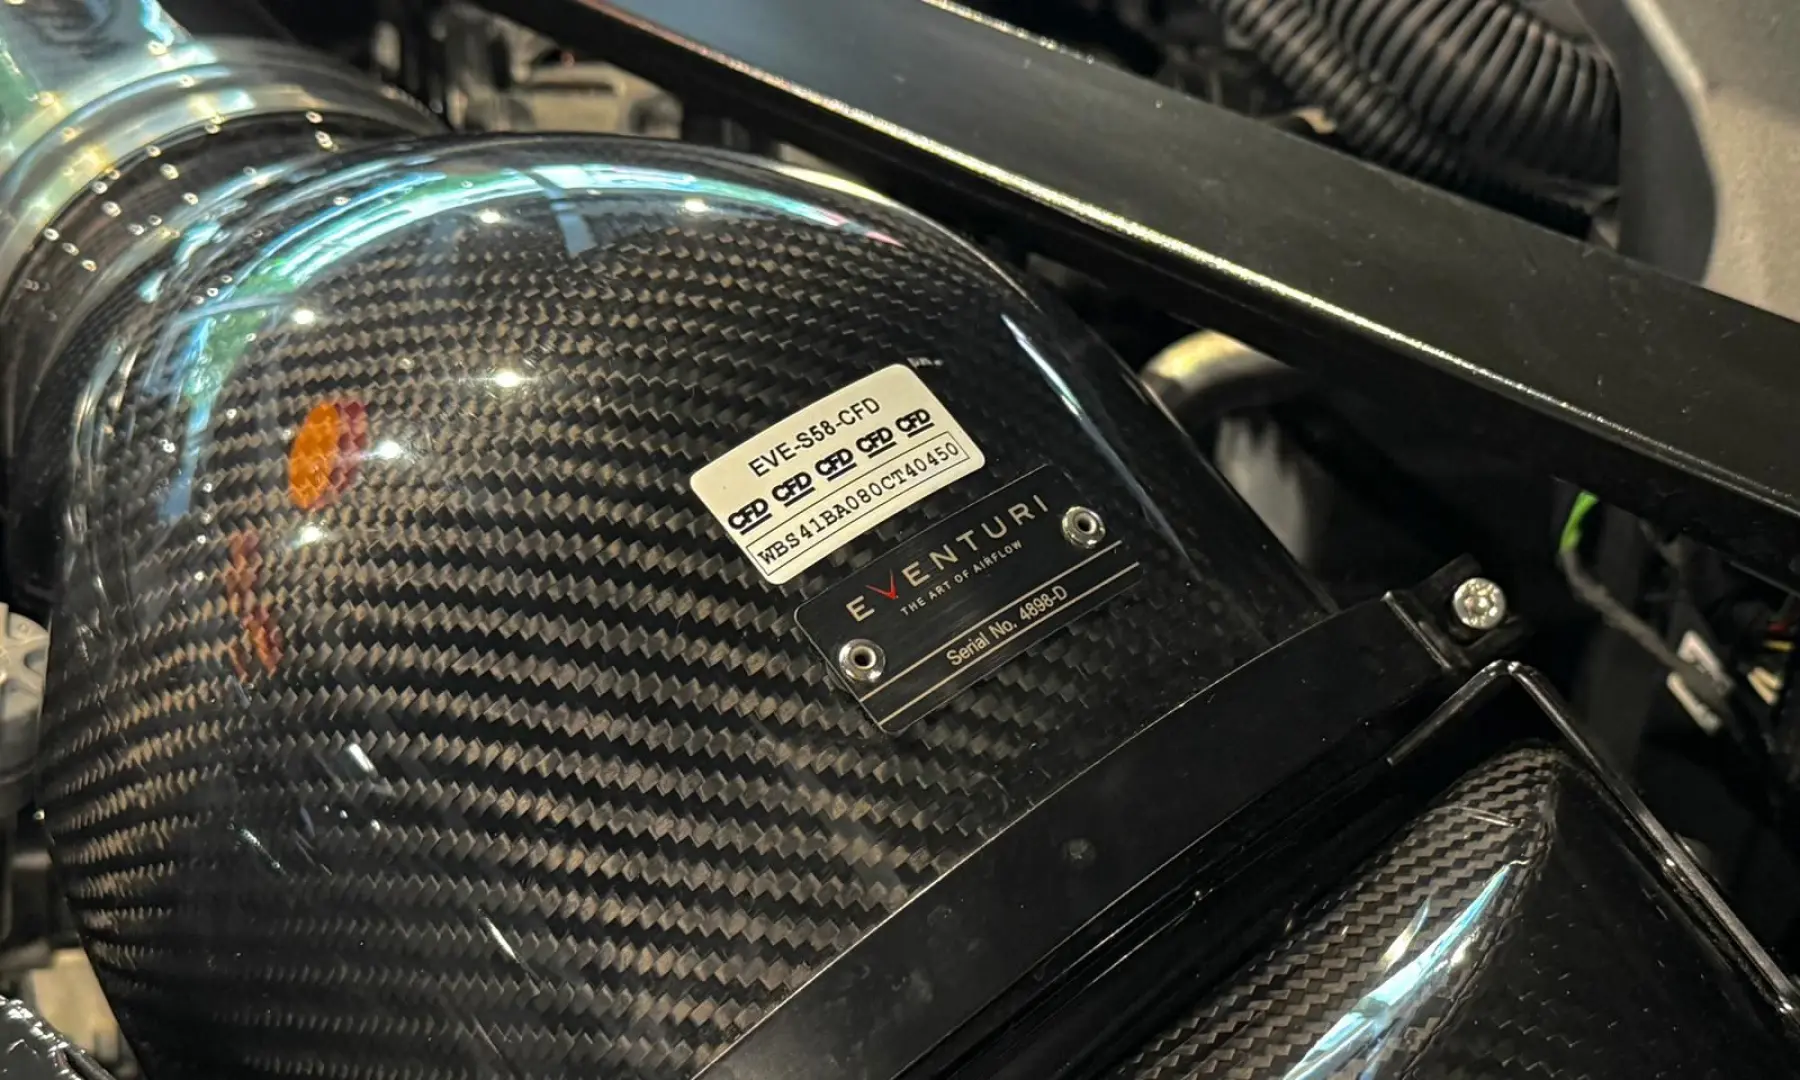 EVE-S58-CFD
CFD CFD CFD CFD CFD
WBS41BA080CT40450
EVENTURI
THE ART OF AIRFLOW
Serial No. 4898-D